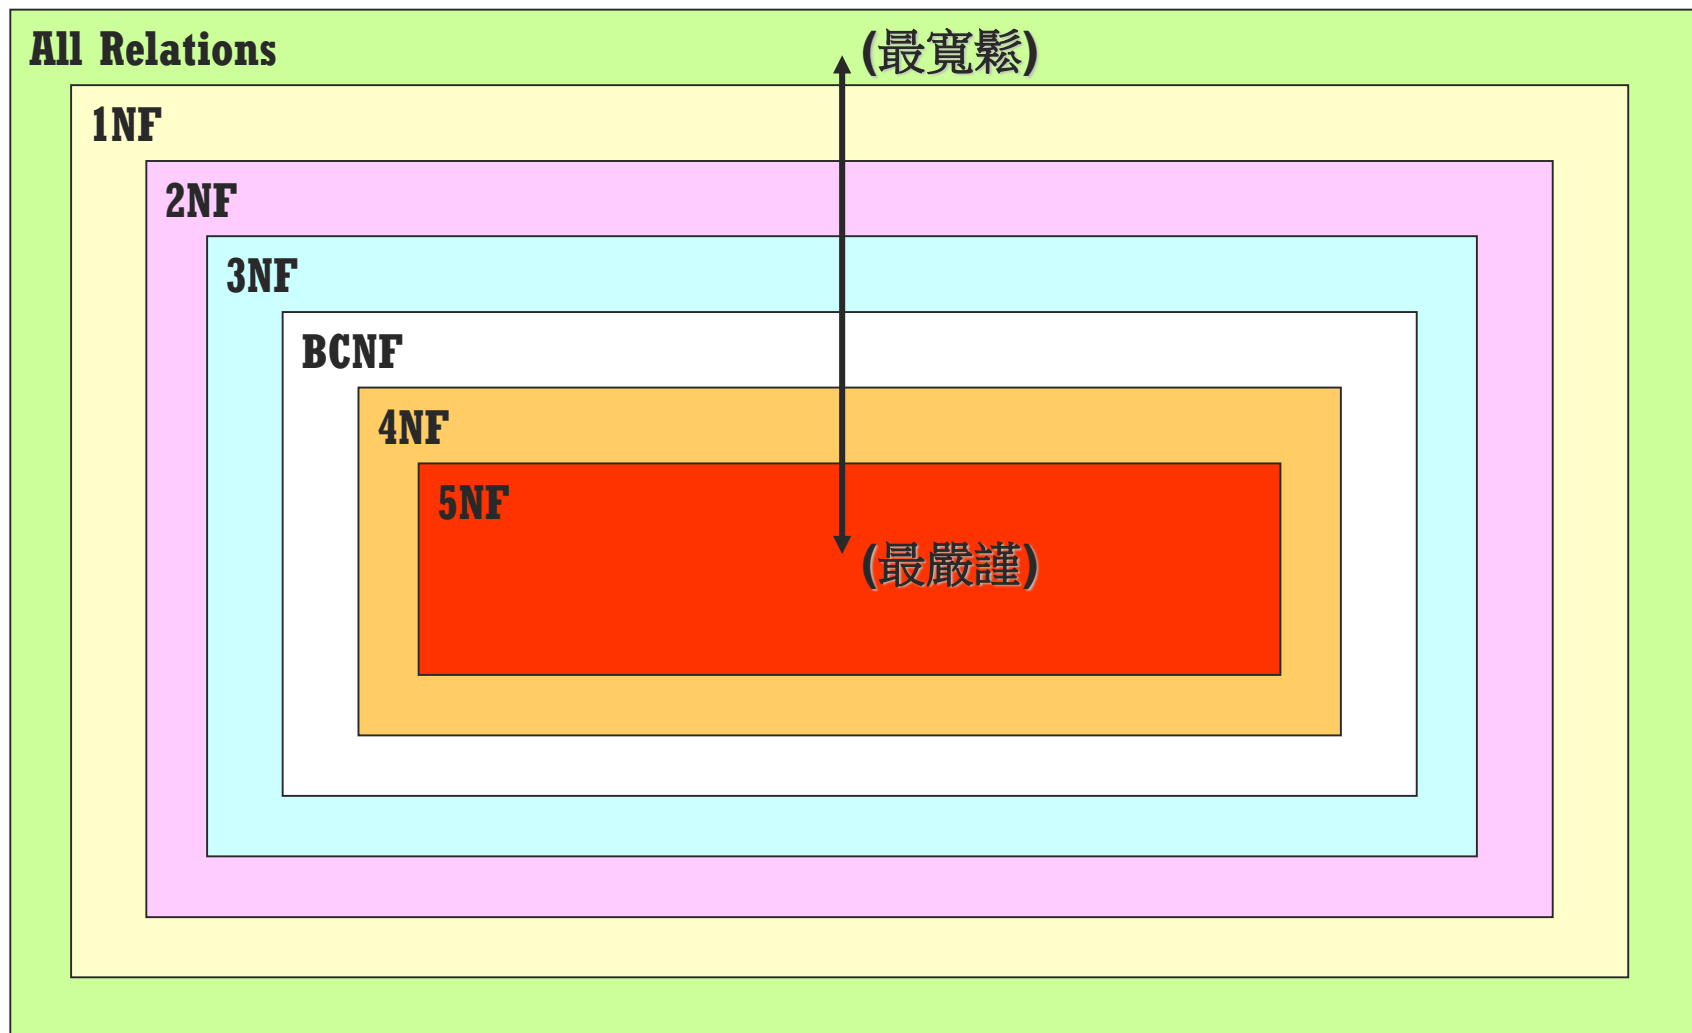 All Relations
(最寬鬆)
1NF
2NF
3NF
BCNF
4NF
5NF
(最嚴謹)